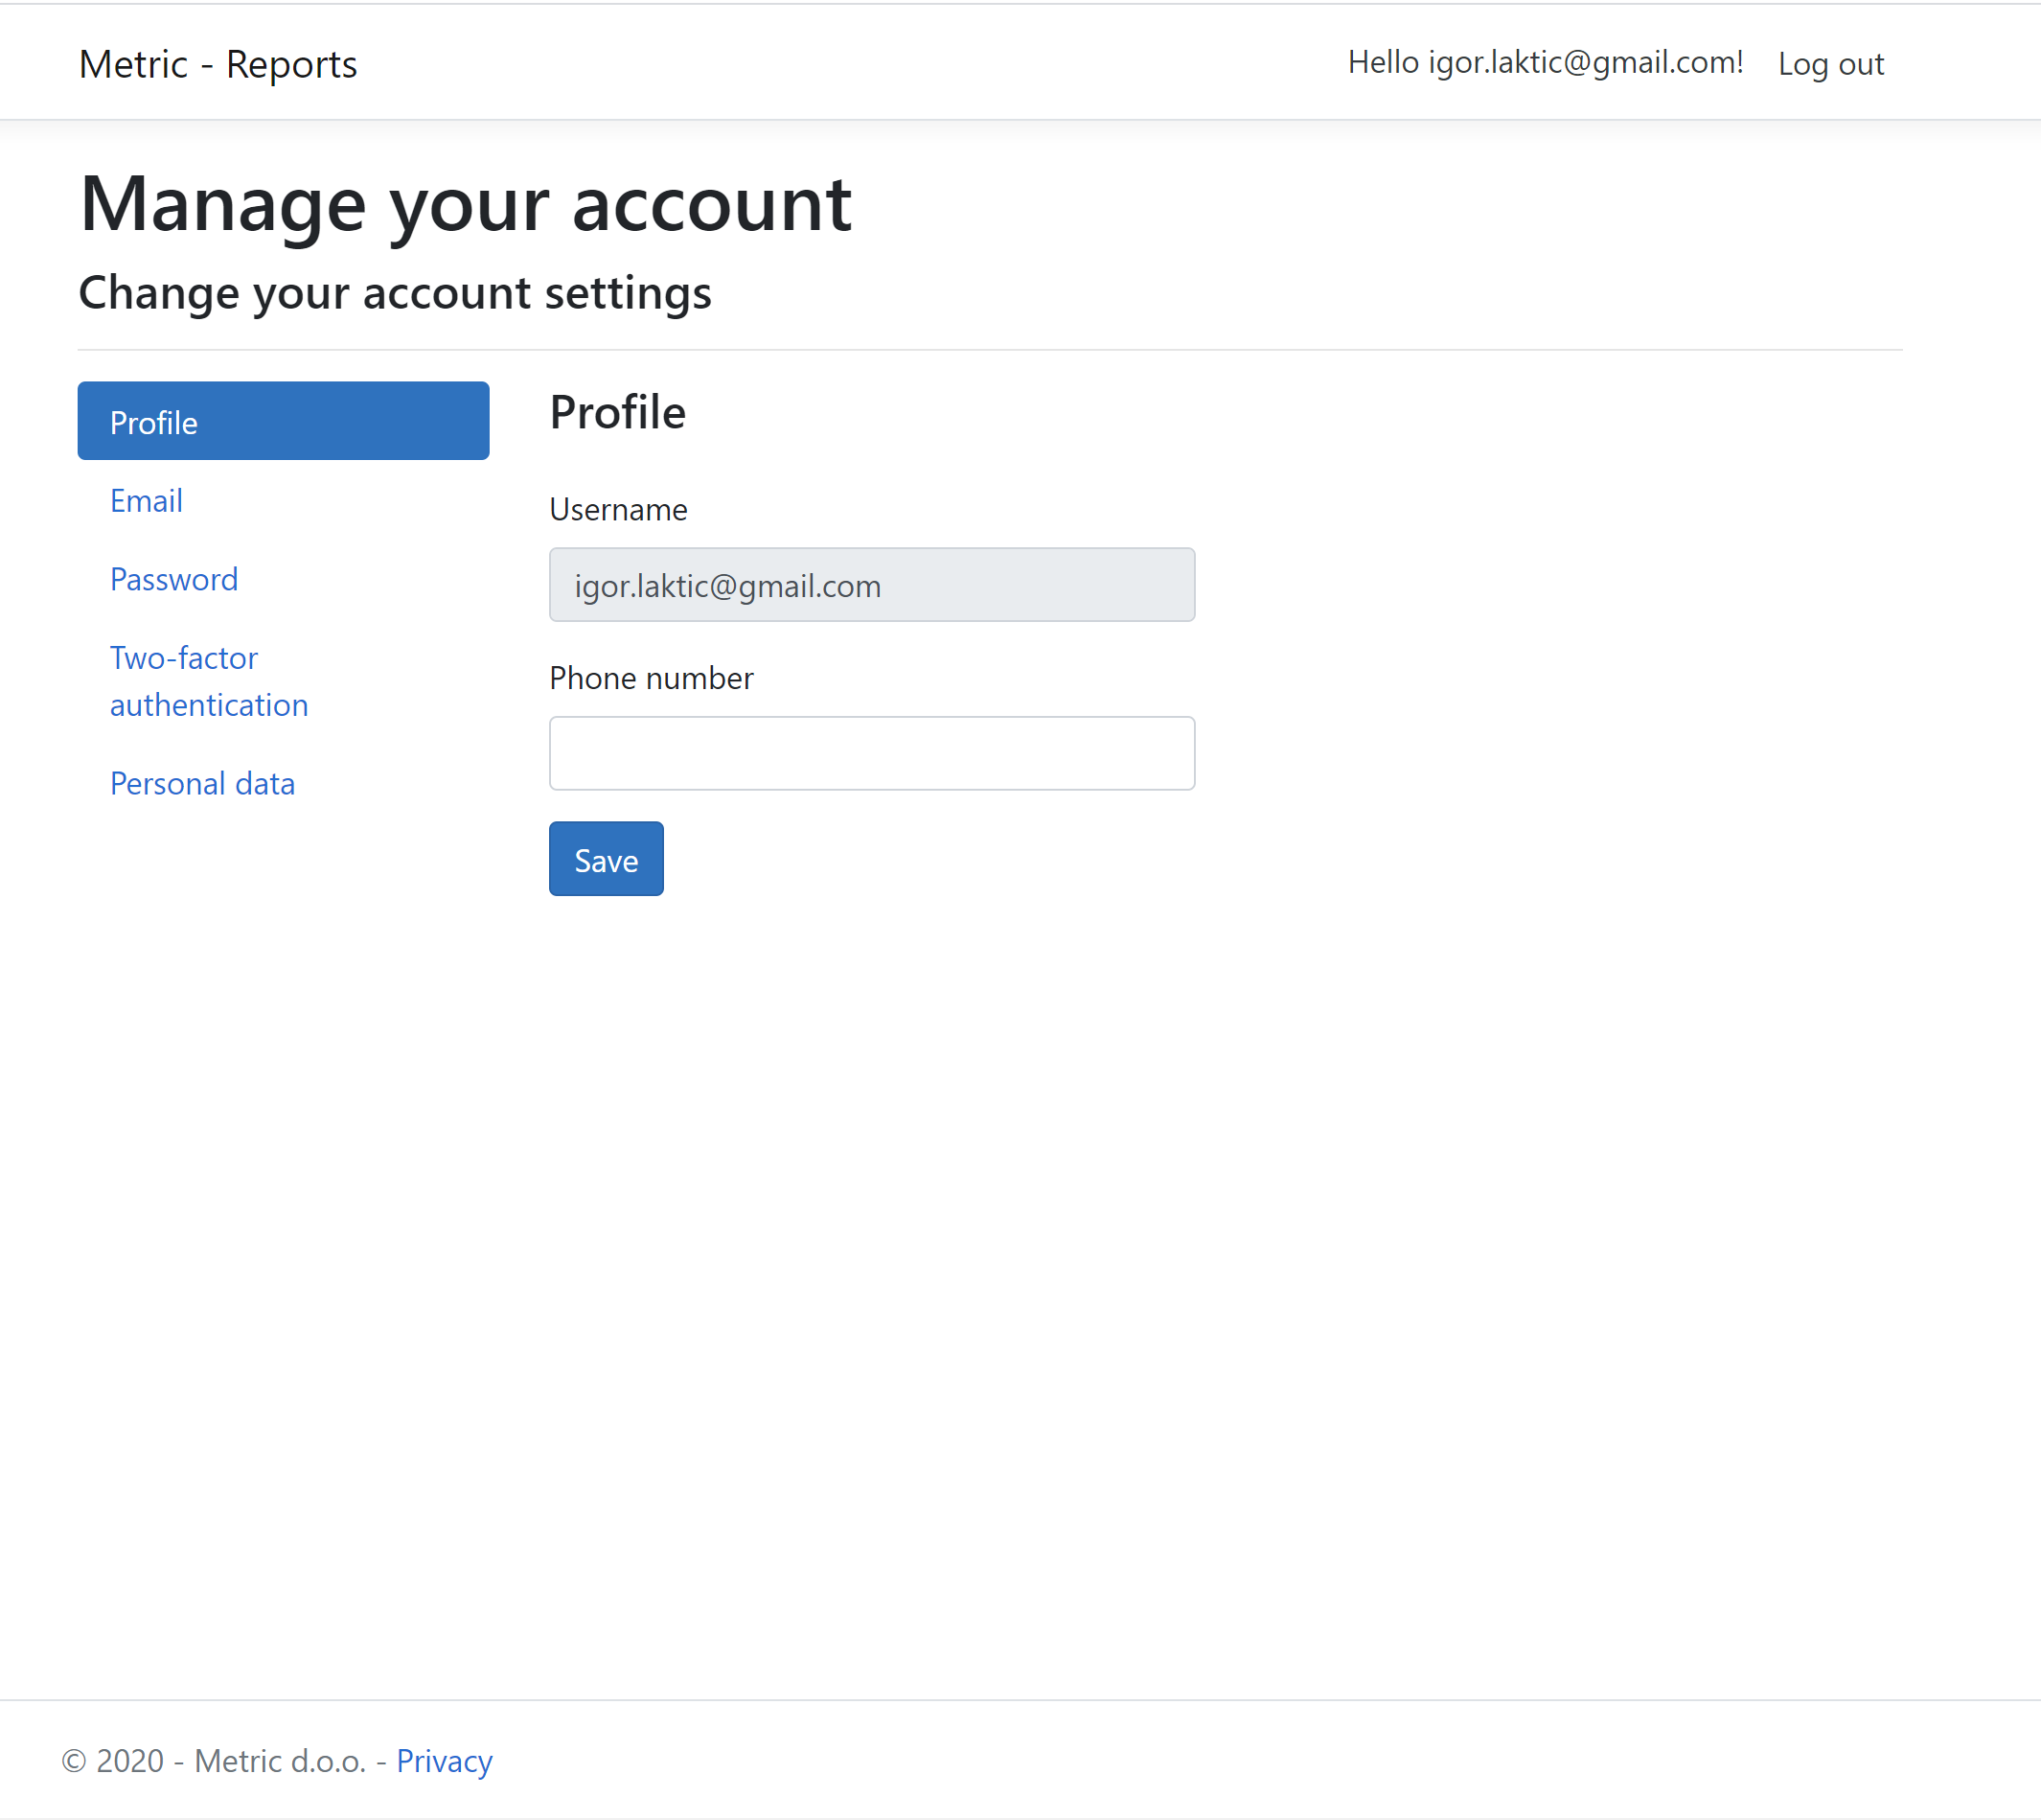 Metric - Reports
Hello igor.laktic@gmail.com! Log out
Manage your account
Change your account settings
Profile
Email
Password
Two-factor
authentication
Personal data
Profile
Username
igor.laktic@gmail.com
Phone number
Save
© 2020 - Metric d.o.o. - Privacy